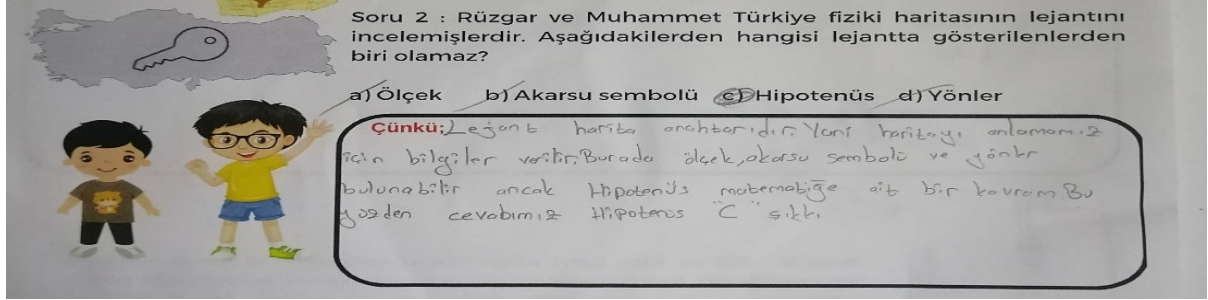 Soru 2 : Rüzgar ve Muhammet Türkiye fiziki haritasının lejantını
incelemişlerdir. Aşağıdakilerden hangisi lejantta gösterilenlerden
biri olamaz?
a) Ölçek b) Akarsu sembolü c) Hipotenüs d) Yönler
Çünkü; Lejant harita anahtarıdır. Yani haritayı anlamamız
için bilgiler verilir. Burada ölçek, akarsu sembolü ve yönler
bulunabilir ancak Hipotenüs matematiğe ait bir kavram. Bu
yüzden cevabımız Hipotenüs "C" şıkkı